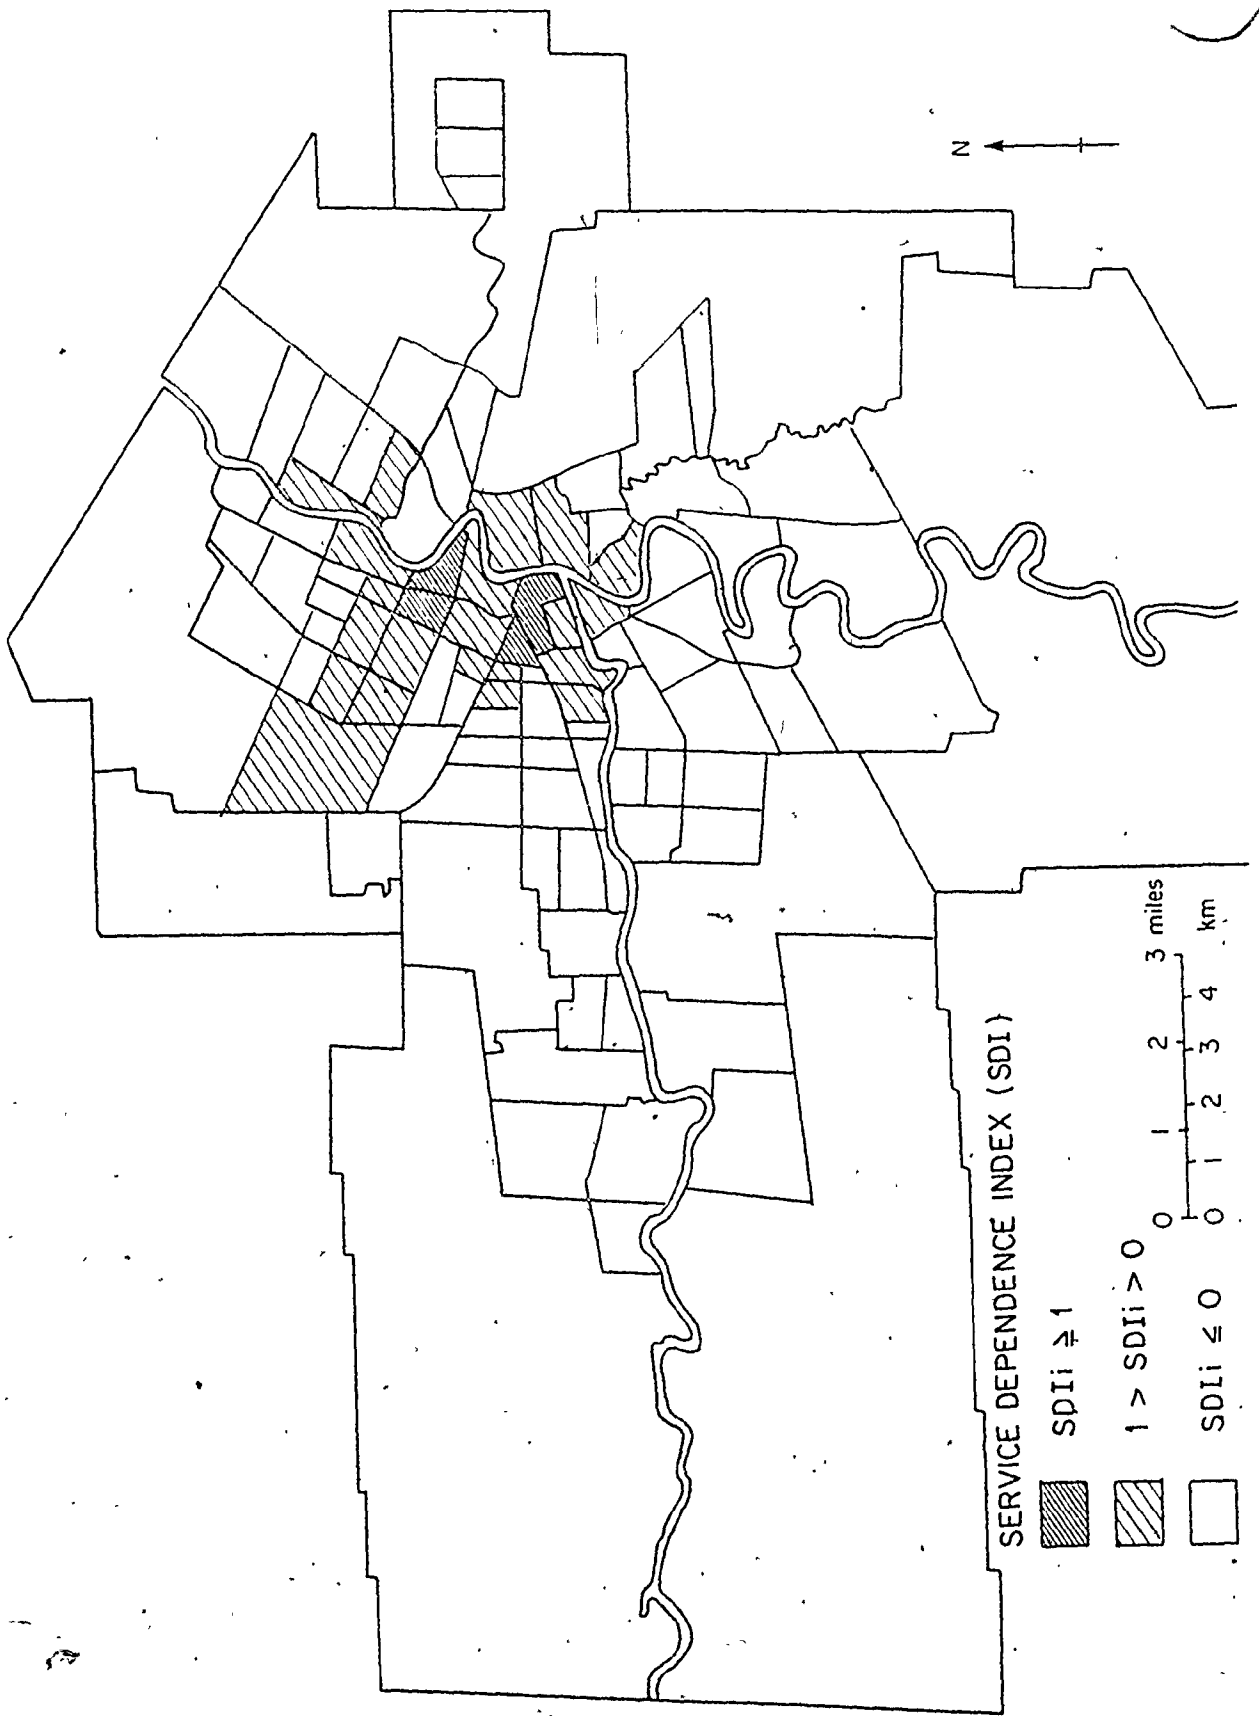 N
SERVICE DEPENDENCE INDEX (SDI)
SDIi ≥ 1
1 > SDIi > 0
SDIi ≤ 0
0 1 2 3 miles
0 1 2 3 4 km